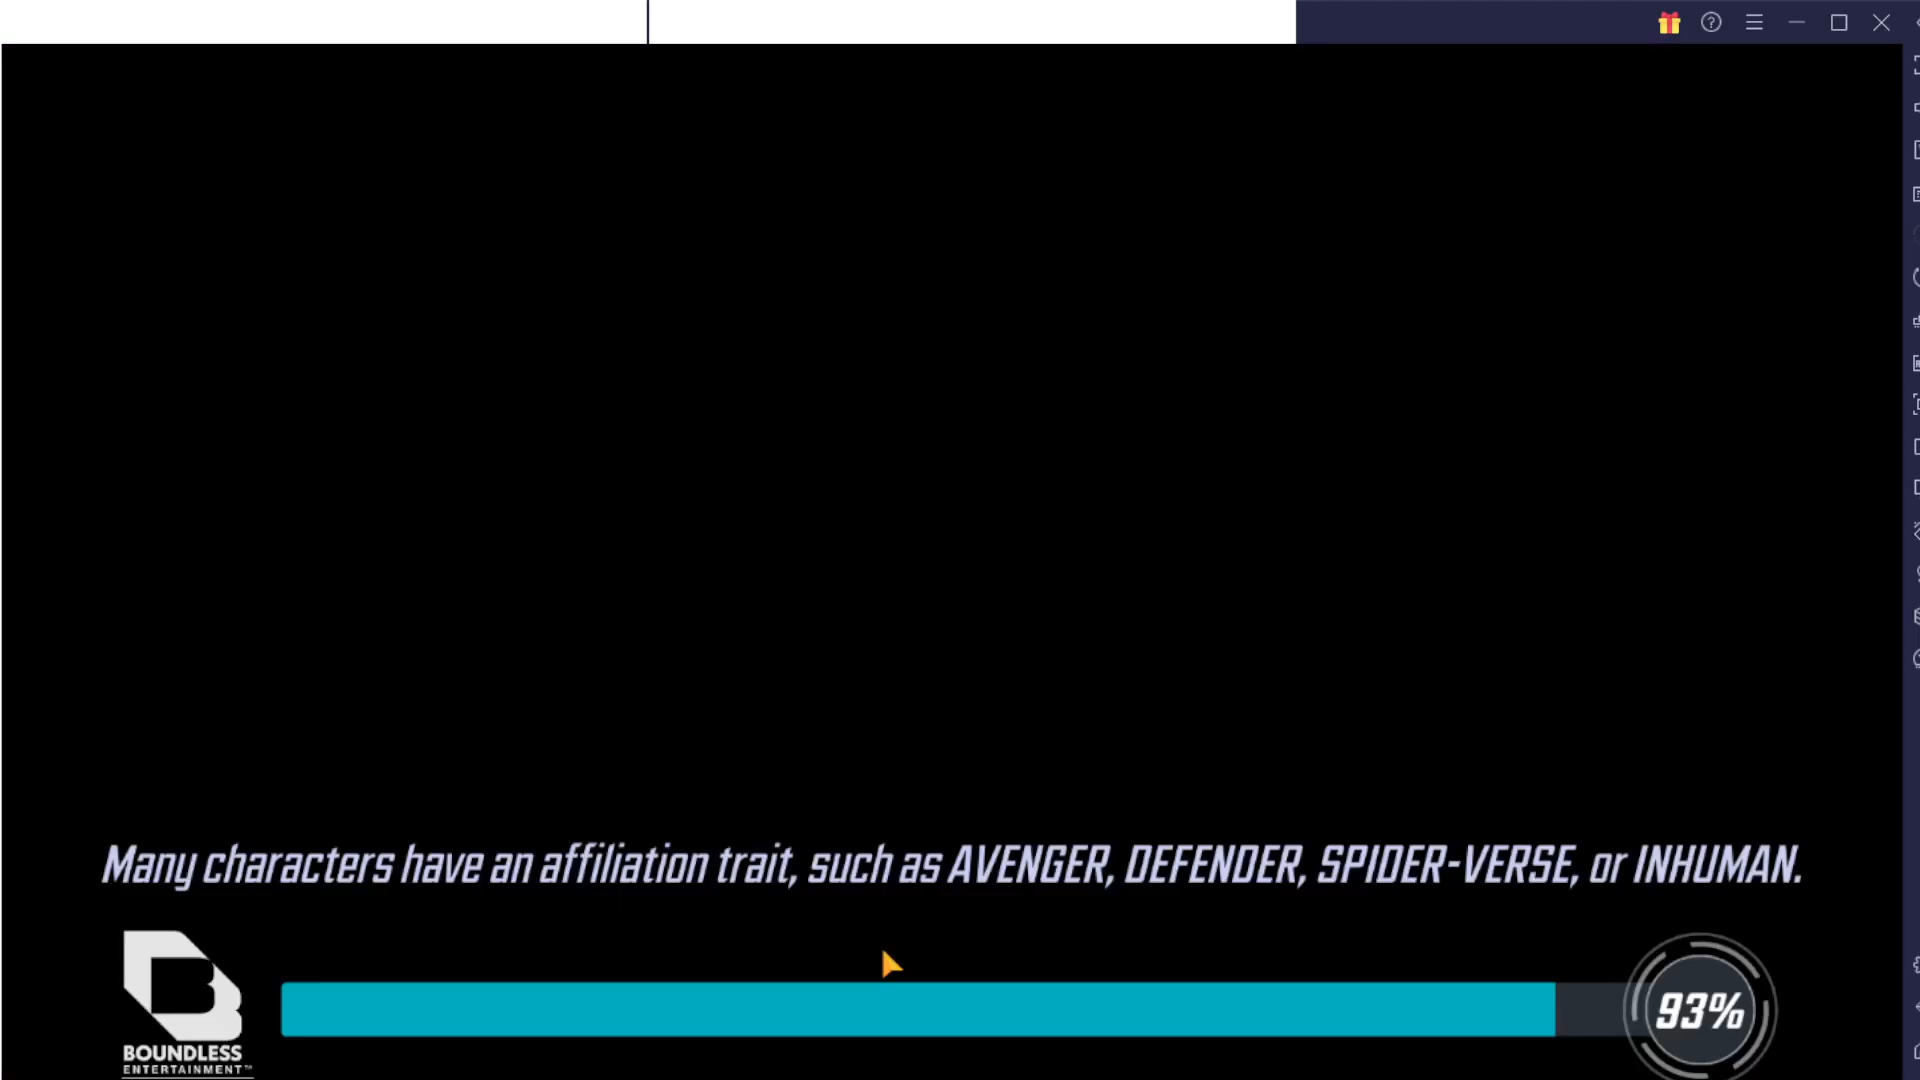 Many characters have an affiliation trait, such as AVENGER, DEFENDER, SPIDER-VERSE, or INHUMAN.
93%
BOUNDLESS
ENTERTAINMENT™